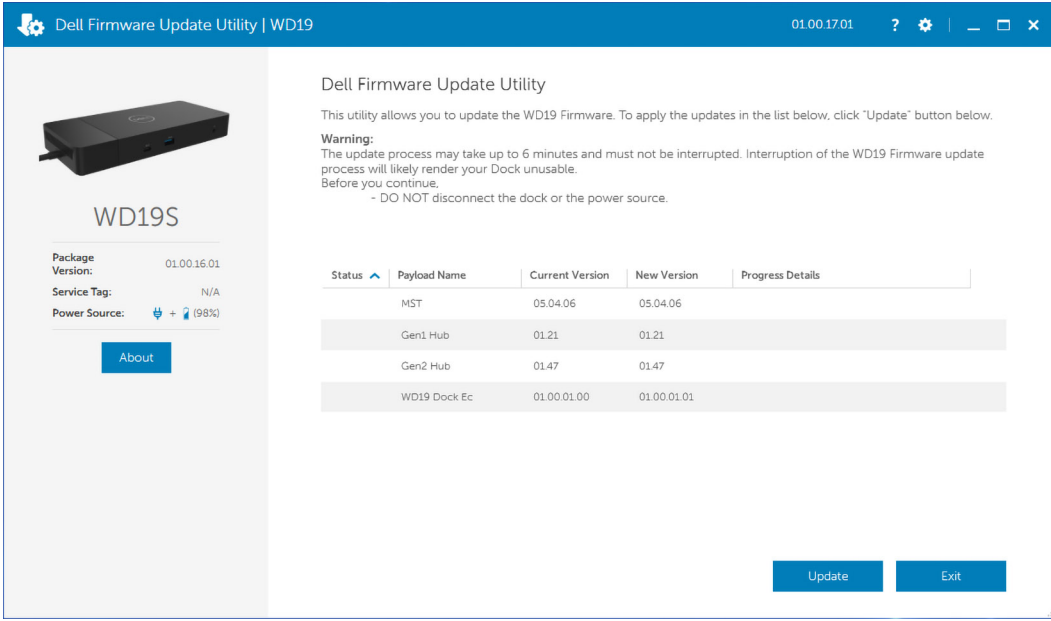 Dell Firmware Update Utility | WD19
01.00.17.01
?
WD19S
Package Version: 01.00.16.01
Service Tag: N/A
Power Source: + (98%)
About
Dell Firmware Update Utility
This utility allows you to update the WD19 Firmware. To apply the updates in the list below, click "Update" button below.
Warning:
The update process may take up to 6 minutes and must not be interrupted. Interruption of the WD19 Firmware update
process will likely render your Dock unusable.
Before you continue,
- DO NOT disconnect the dock or the power source.
Status Payload Name Current Version New Version Progress Details
MST 05.04.06 05.04.06
Gen1 Hub 01.21 01.21
Gen2 Hub 01.47 01.47
WD19 Dock Ec 01.00.01.00 01.00.01.01
Update Exit